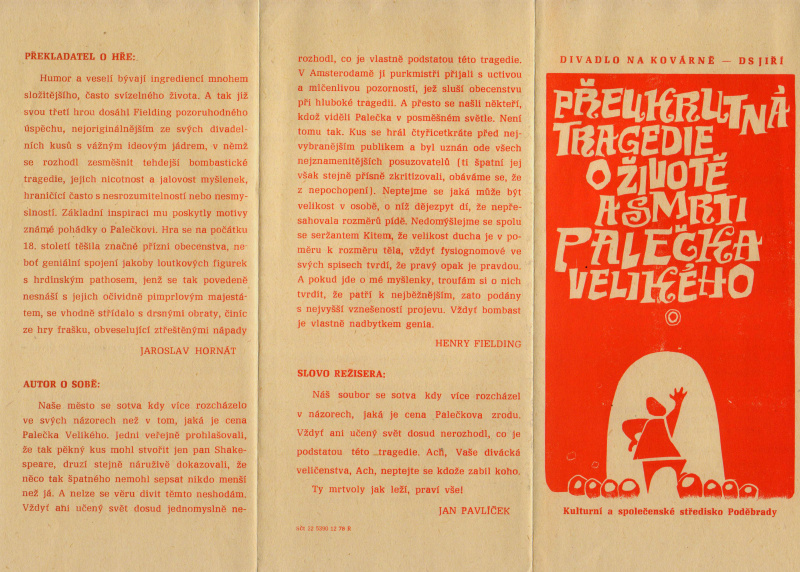 PŘEKLADATEL O HŘE:
Humor a veselí bývají ingrediencí mnohem
složitějšího, často svízelného života. A tak již
svou třetí hrou dosáhl Fielding pozoruhodného
úspěchu, nejoriginálnějším ze svých divadel-
ních kusů s vážným ideovým jádrem, v němž
se rozhodl zesměšnit tehdejší bombastické
tragedie, jejich nicotnost a jalovost myšlenek,
hraničící často s nesrozumitelností nebo nesmy-
slností. Základní inspiraci mu poskytly motivy
známé pohádky o Palečkovi. Hra se na počátku
18. století těšila značné přízni obecenstva, ne-
boť geniální spojení jakoby loutkových figurek
s hrdinským pathosem, jenž se tak povedeně
nesnáší s jejich očividně pimprlovým majestá-
tem, se vhodně střídalo s drsnými obraty, činíc
ze hry frašku, obveselující ztřeštěnými nápady
JAROSLAV HORNÁT
AUTOR O SOBĚ:
Naše město se sotva kdy více rozcházelo
ve svých názorech než v tom, jaká je cena
Palečka Velikého. Jedni veřejně prohlašovali,
že tak pěkný kus mohl stvořit jen pan Shake-
speare, druzí stejně náruživě dokazovali, že
něco tak špatného nemohl sepsat nikdo menší
než já. A nelze se věru divit těmto neshodám.
Vždyť ani učený svět dosud jednomyslně ne-
rozhodl, co je vlastně podstatou této tragedie.
V Amsterodamě ji purkmistři přijali s uctivou
a mlčenlivou pozorností, jež sluší obecenstvu
při hluboké tragedii. A přesto se našli někteří,
kdož viděli Palečka v posměšném světle. Není
tomu tak. Kus se hrál čtyřicetkráte před nej-
vybranějším publikem a byl uznán ode všech
nejznamenitějších posuzovatelů (ti špatní jej
však stejně přísně zkritizovali, obáváme se, že
z nepochopení). Neptejme se jaká může být
velikost v osobě, o níž dějezpyt dí, že nepře-
sahovala rozměrů pídě. Nedomýšlejme se spolu
se seržantem Kitem, že velikost ducha je v po-
měru k rozměru těla, vždyť fysiognomové ve
svých spisech tvrdí, že pravý opak je pravdou.
A pokud jde o mé myšlenky, troufám si o nich
tvrdit, že patří k nejběžnějším, zato podány
s nejvyšší vznešeností projevu. Vždyť bombast
je vlastně nadbytkem genia.
HENRY FIELDING
SLOVO REŽISERA:
Náš soubor se sotva kdy více rozcházel
v názorech, jaká je cena Palečkova zrodu.
Vždyť ani učený svět dosud nerozhodl, co je
podstatou této ...tragedie. Ach, Vaše divácká
veličenstva, Ach, neptejte se kdože zabil koho.
Ty mrtvoly jak leží, praví vše!
JAN PAVLÍČEK
DIVADLO NA KOVÁRNĚ — DS JIŘÍ
PŘEUKRUTNÁ
TRAGEDIE
O ŽIVOTĚ
A SMRTI
PALEČKA
VELIKÉHO
Kulturní a společenské středisko Poděbrady